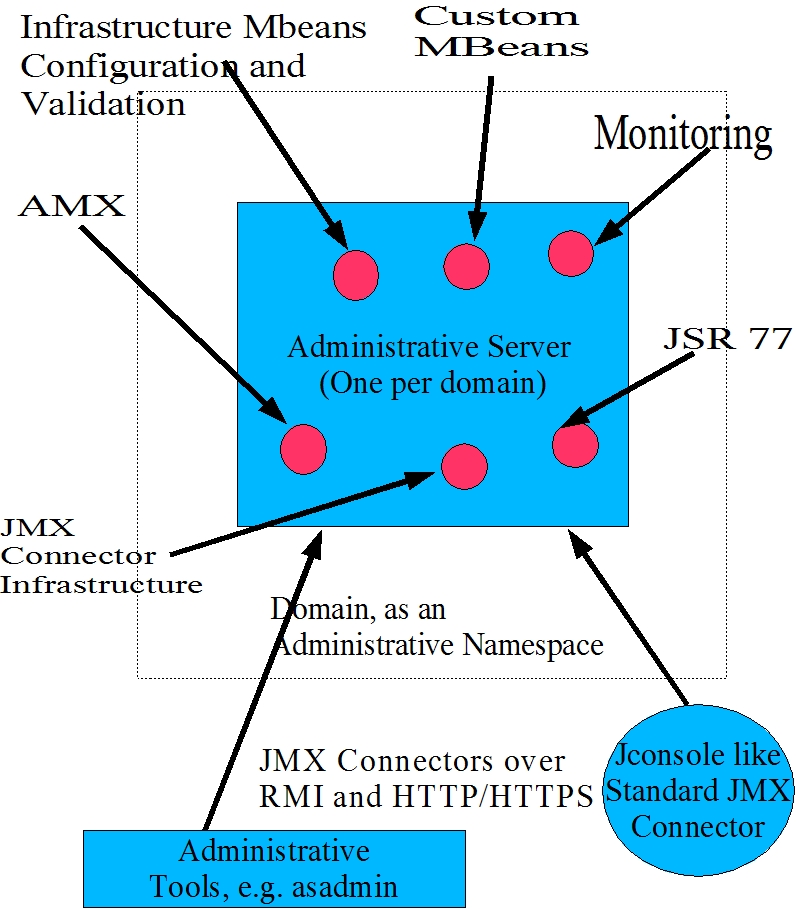 Infrastructure Mbeans
Configuration and
Validation
Custom
MBeans
Monitoring
AMX
Administrative Server
(One per domain)
JSR 77
JMX
Connector
Infrastructure
Domain, as an
Administrative Namespace
JMX Connectors over
RMI and HTTP/HTTPS
Jconsole like
Standard JMX
Connector
Administrative
Tools, e.g. asadmin